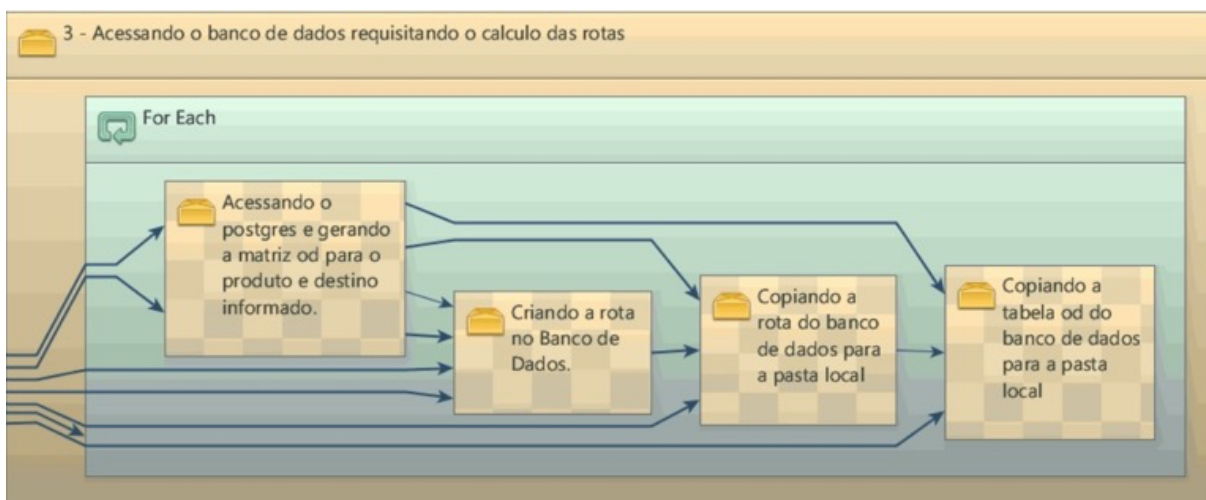 3 - Acessando o banco de dados requisitando o calculo das rotas
For Each
Acessando o
postgres e gerando
a matriz od para o
produto e destino
informado.
Criando a rota
no Banco de
Dados.
Copiando a
rota do banco
de dados para
a pasta local
Copiando a
tabela od do
banco de dados
para a pasta
local